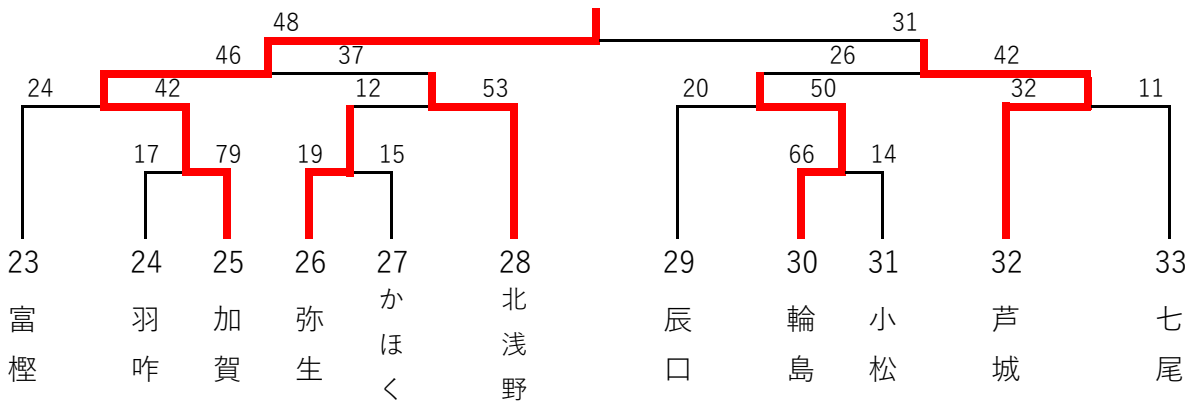 48 31
46 37 26 42
24 42 12 53 20 50 32 11
17 79 19 15 66 14
23 24 25 26 27 28 29 30 31 32 33
富樫
羽咋
加賀
弥生
かほく
北浅野
辰口
輪島
小松
芦城
七尾